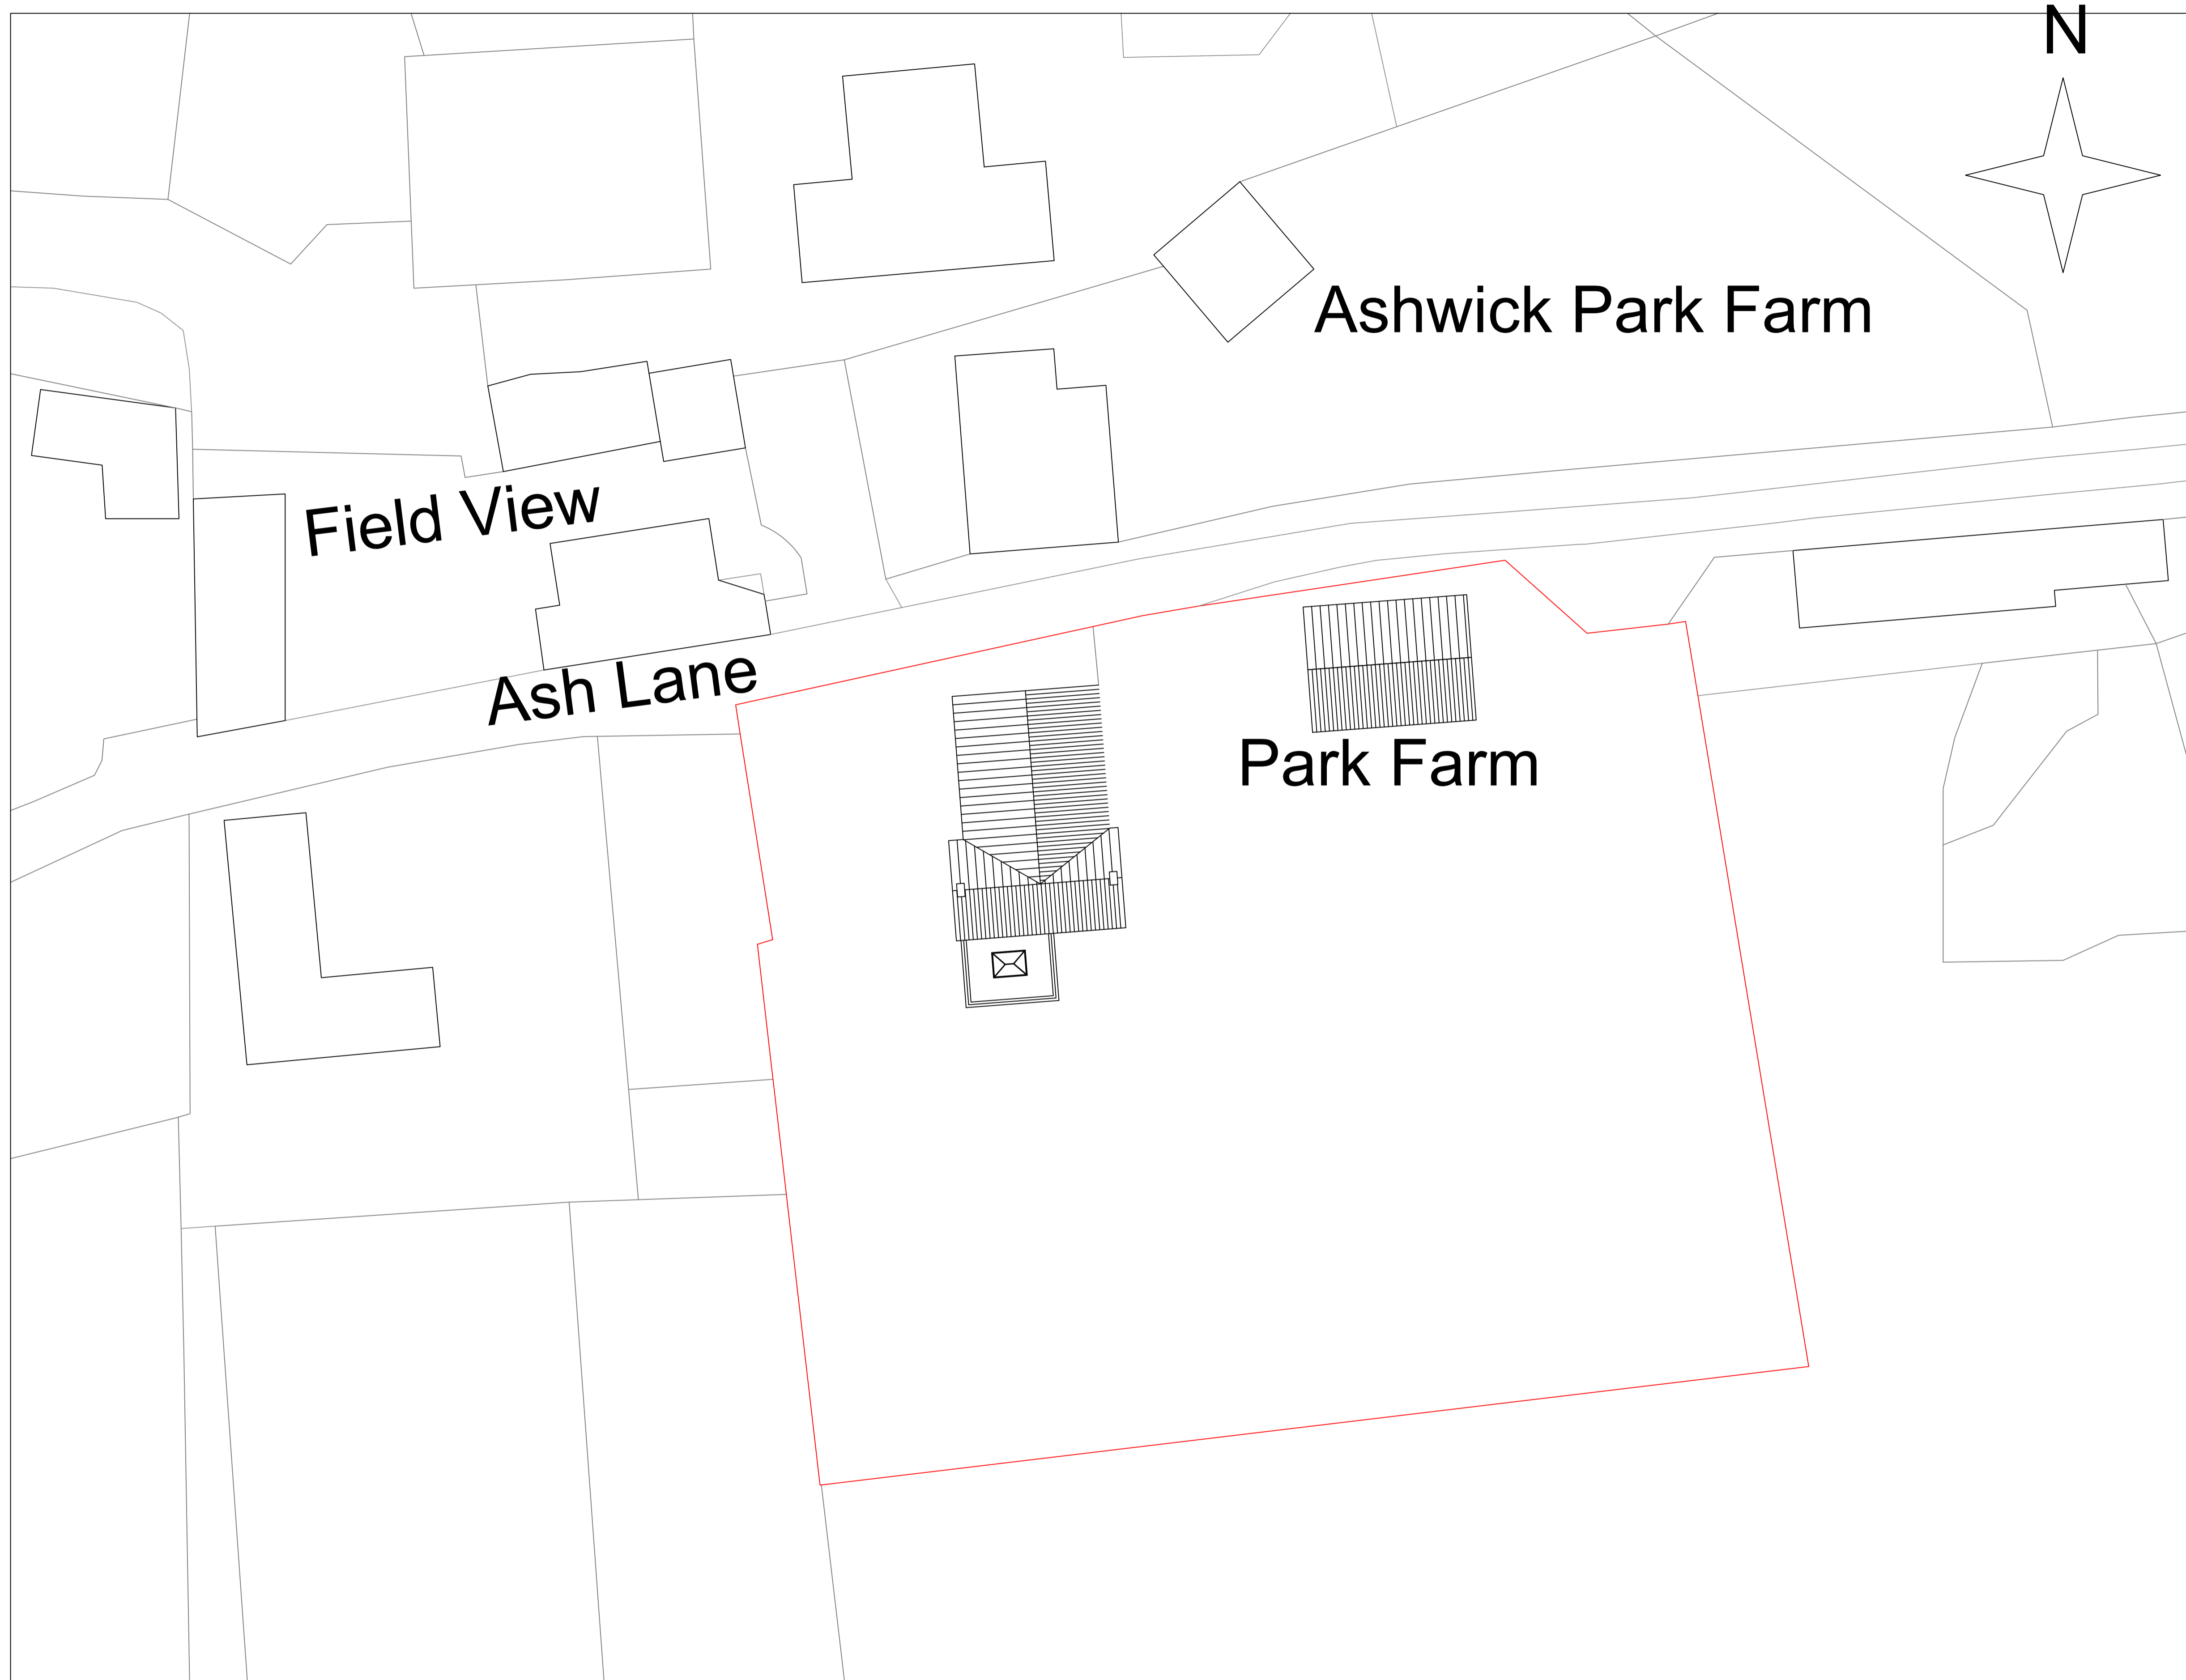 N
Ashwick Park Farm
Field View
Ash Lane
Park Farm